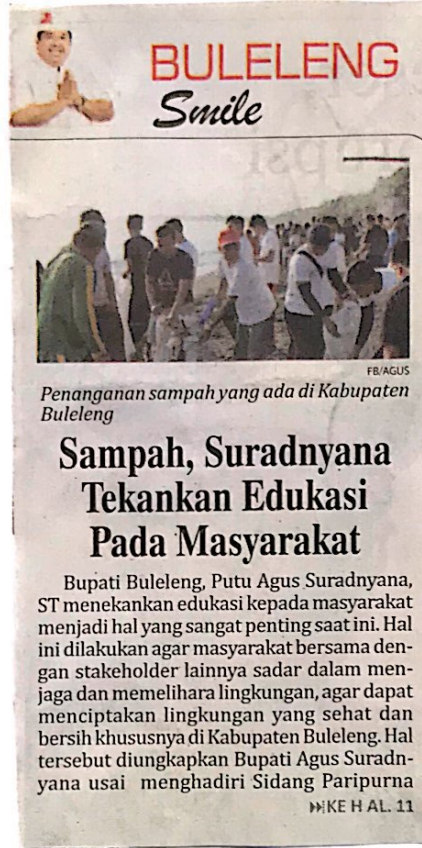 BULELENG
Smile
FB/AGUS
Penanganan sampah yang ada di Kabupaten
Buleleng
Sampah, Suradnyana
Tekankan Edukasi
Pada Masyarakat
Bupati Buleleng, Putu Agus Suradnyana,
ST menekankan edukasi kepada masyarakat
menjadi hal yang sangat penting saat ini. Hal
ini dilakukan agar masyarakat bersama den-
gan stakeholder lainnya sadar dalam men-
jaga dan memelihara lingkungan, agar dapat
menciptakan lingkungan yang sehat dan
bersih khususnya di Kabupaten Buleleng. Hal
tersebut diungkapkan Bupati Agus Suradn-
yana usai menghadiri Sidang Paripurna
KE HAL. 11